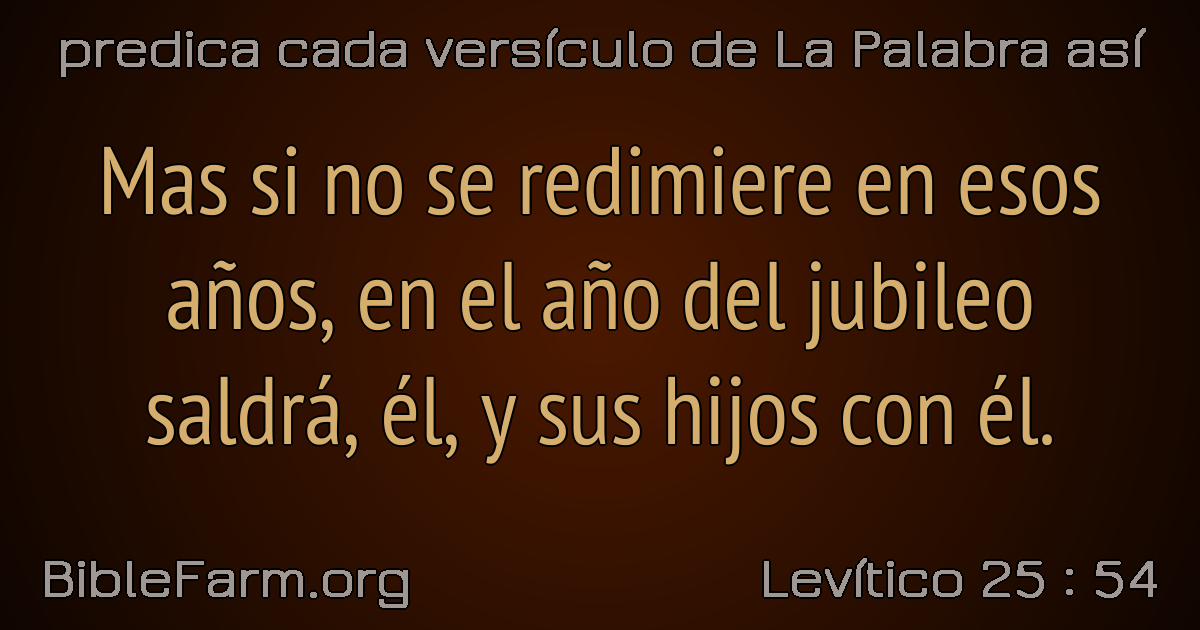 predica cada versículo de La Palabra así
Mas si no se redimiere en esos
años, en el año del jubileo
saldrá, él, y sus hijos con él.
BibleFarm.org
Levítico 25 : 54